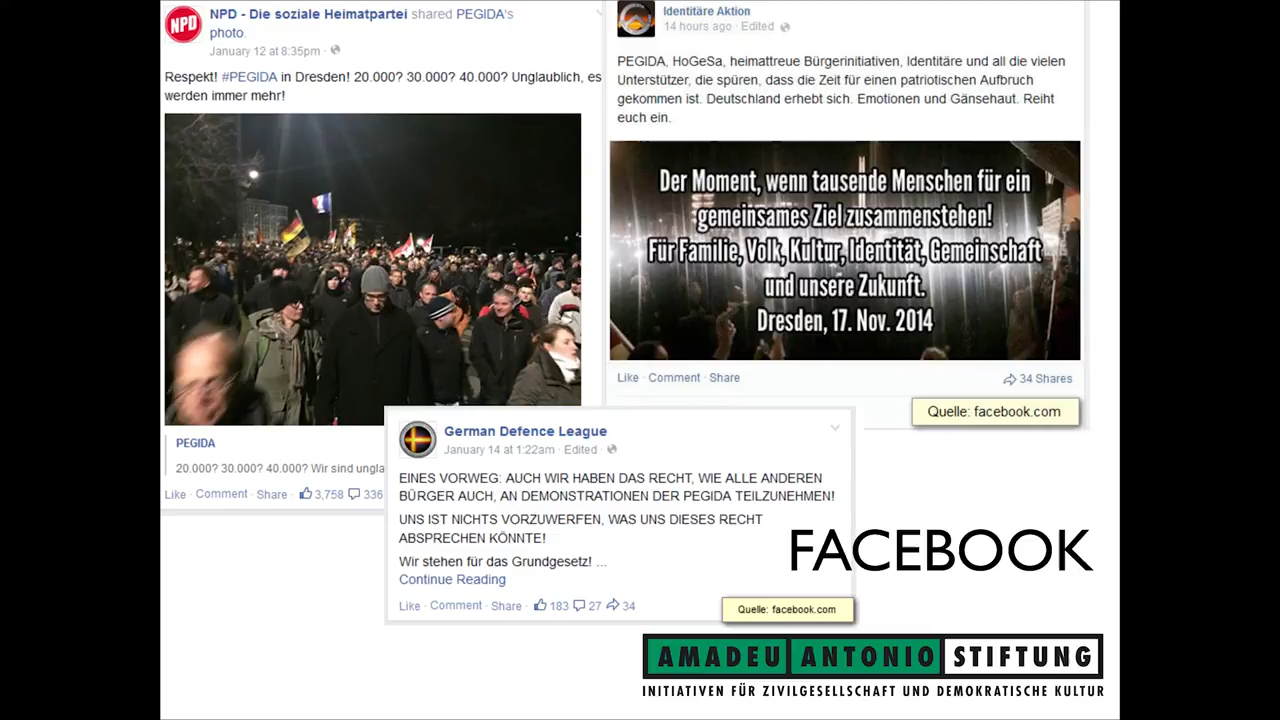 NPD
NPD - Die soziale Heimatpartei shared PEGIDA's
photo.
January 12 at 8:35pm ·
Respekt! #PEGIDA in Dresden! 20.000? 30.000? 40.000? Unglaublich, es
werden immer mehr!
PEGIDA
20.000? 30.000? 40.000? Wir sind ungla
Like · Comment · Share · 3,758 336
Identitäre Aktion
14 hours ago · Edited
PEGIDA, HoGeSa, heimattreue Bürgerinitiativen, Identitäre und all die vielen
Unterstützer, die spüren, dass die Zeit für einen patriotischen Aufbruch
gekommen ist. Deutschland erhebt sich. Emotionen und Gänsehaut. Reiht
euch ein.
Der Moment, wenn tausende Menschen für ein
gemeinsames Ziel zusammenstehen!
Für Familie, Volk, Kultur, Identität, Gemeinschaft
und unsere Zukunft.
Dresden, 17. Nov. 2014
Like · Comment · Share 34 Shares
Quelle: facebook.com
German Defence League
January 14 at 1:22am · Edited ·
EINES VORWEG: AUCH WIR HABEN DAS RECHT, WIE ALLE ANDEREN
BÜRGER AUCH, AN DEMONSTRATIONEN DER PEGIDA TEILZUNEHMEN!
UNS IST NICHTS VORZUWERFEN, WAS UNS DIESES RECHT
ABSPRECHEN KÖNNTE!
Wir stehen für das Grundgesetz! ...
Continue Reading
Like · Comment · Share · 183 27 34
Quelle: facebook.com
FACEBOOK
AMADEU ANTONIO STIFTUNG
INITIATIVEN FÜR ZIVILGESELLSCHAFT UND DEMOKRATISCHE KULTUR